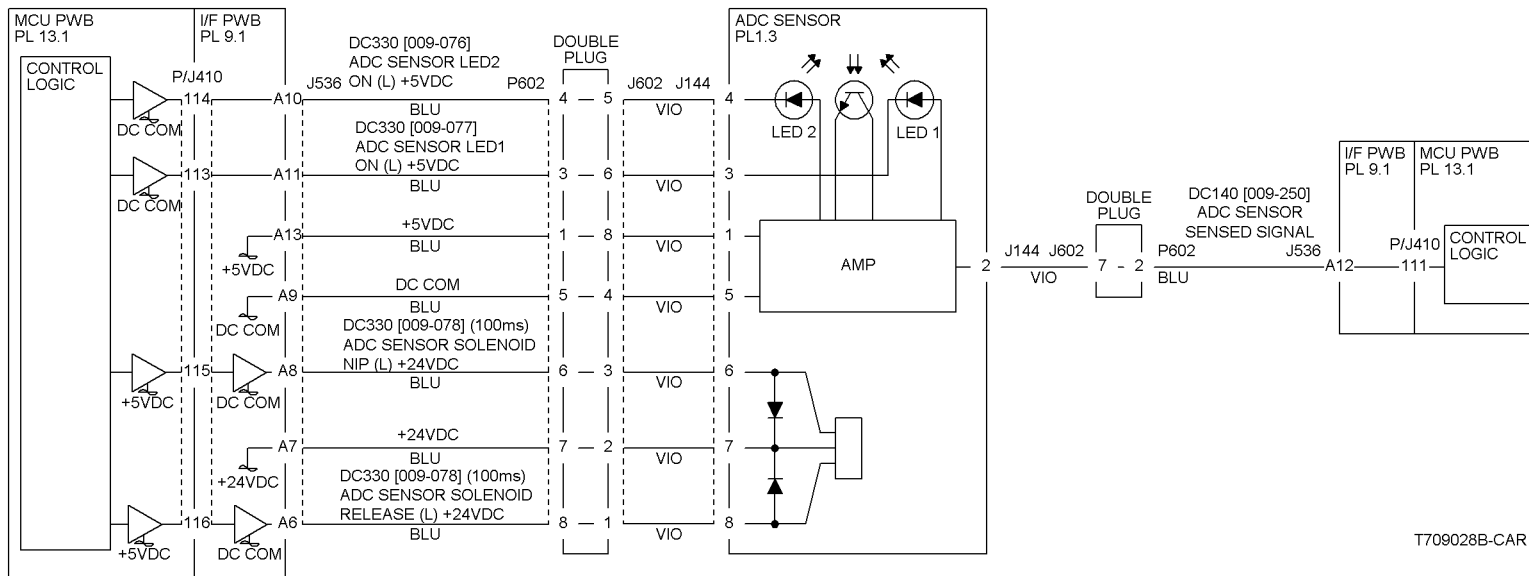 MCU PWB
PL 13.1
I/F PWB
PL 9.1
CONTROL
LOGIC
P/J410
J536
DC330 [009-076]
ADC SENSOR LED2
ON (L) +5VDC
P602
DOUBLE
PLUG
J602 J144
ADC SENSOR
PL1.3
114 A10 BLU 4 5 VIO 4
DC COM
LED 2
LED 1
DC330 [009-077]
ADC SENSOR LED1
ON (L) +5VDC
113 A11 BLU 3 6 VIO 3
DC COM
+5VDC
A13 BLU 1 8 VIO 1
+5VDC
AMP
DC COM
A9 BLU 5 4 VIO 5
DC COM
DC330 [009-078] (100ms)
ADC SENSOR SOLENOID
NIP (L) +24VDC
115 A8 BLU 6 3 VIO 6
+5VDC
DC COM
+24VDC
A7 BLU 7 2 VIO 7
+24VDC
DC330 [009-078] (100ms)
ADC SENSOR SOLENOID
RELEASE (L) +24VDC
116 A6 BLU 8 1 VIO 8
+5VDC
DC COM
2
J144 J602
VIO
DOUBLE
PLUG
7 - 2
P602
BLU
DC140 [009-250]
ADC SENSOR
SENSED SIGNAL
J536
A12
I/F PWB
PL 9.1
MCU PWB
PL 13.1
P/J410
111
CONTROL
LOGIC
T709028B-CAR